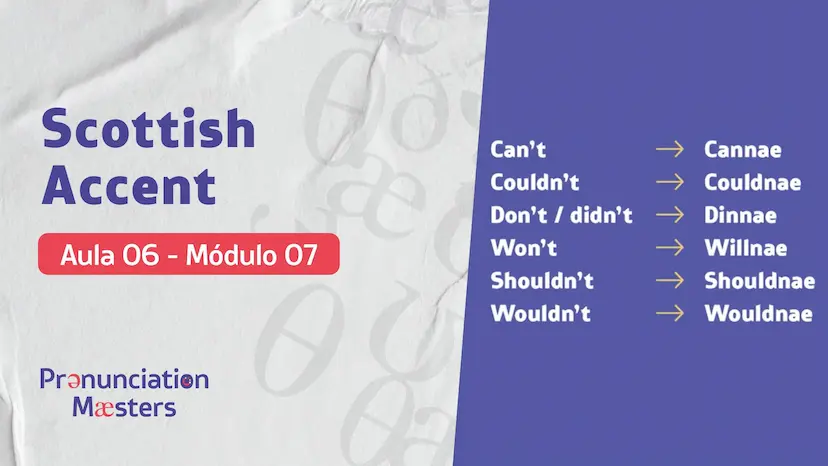 Scottish
Accent
Aula 06 - Módulo 07
Prənunciation
Mæsters
Can't → Cannae
Couldn't → Couldnae
Don't / didn't → Dinnae
Won't → Willnae
Shouldn't → Shouldnae
Wouldn't → Wouldnae